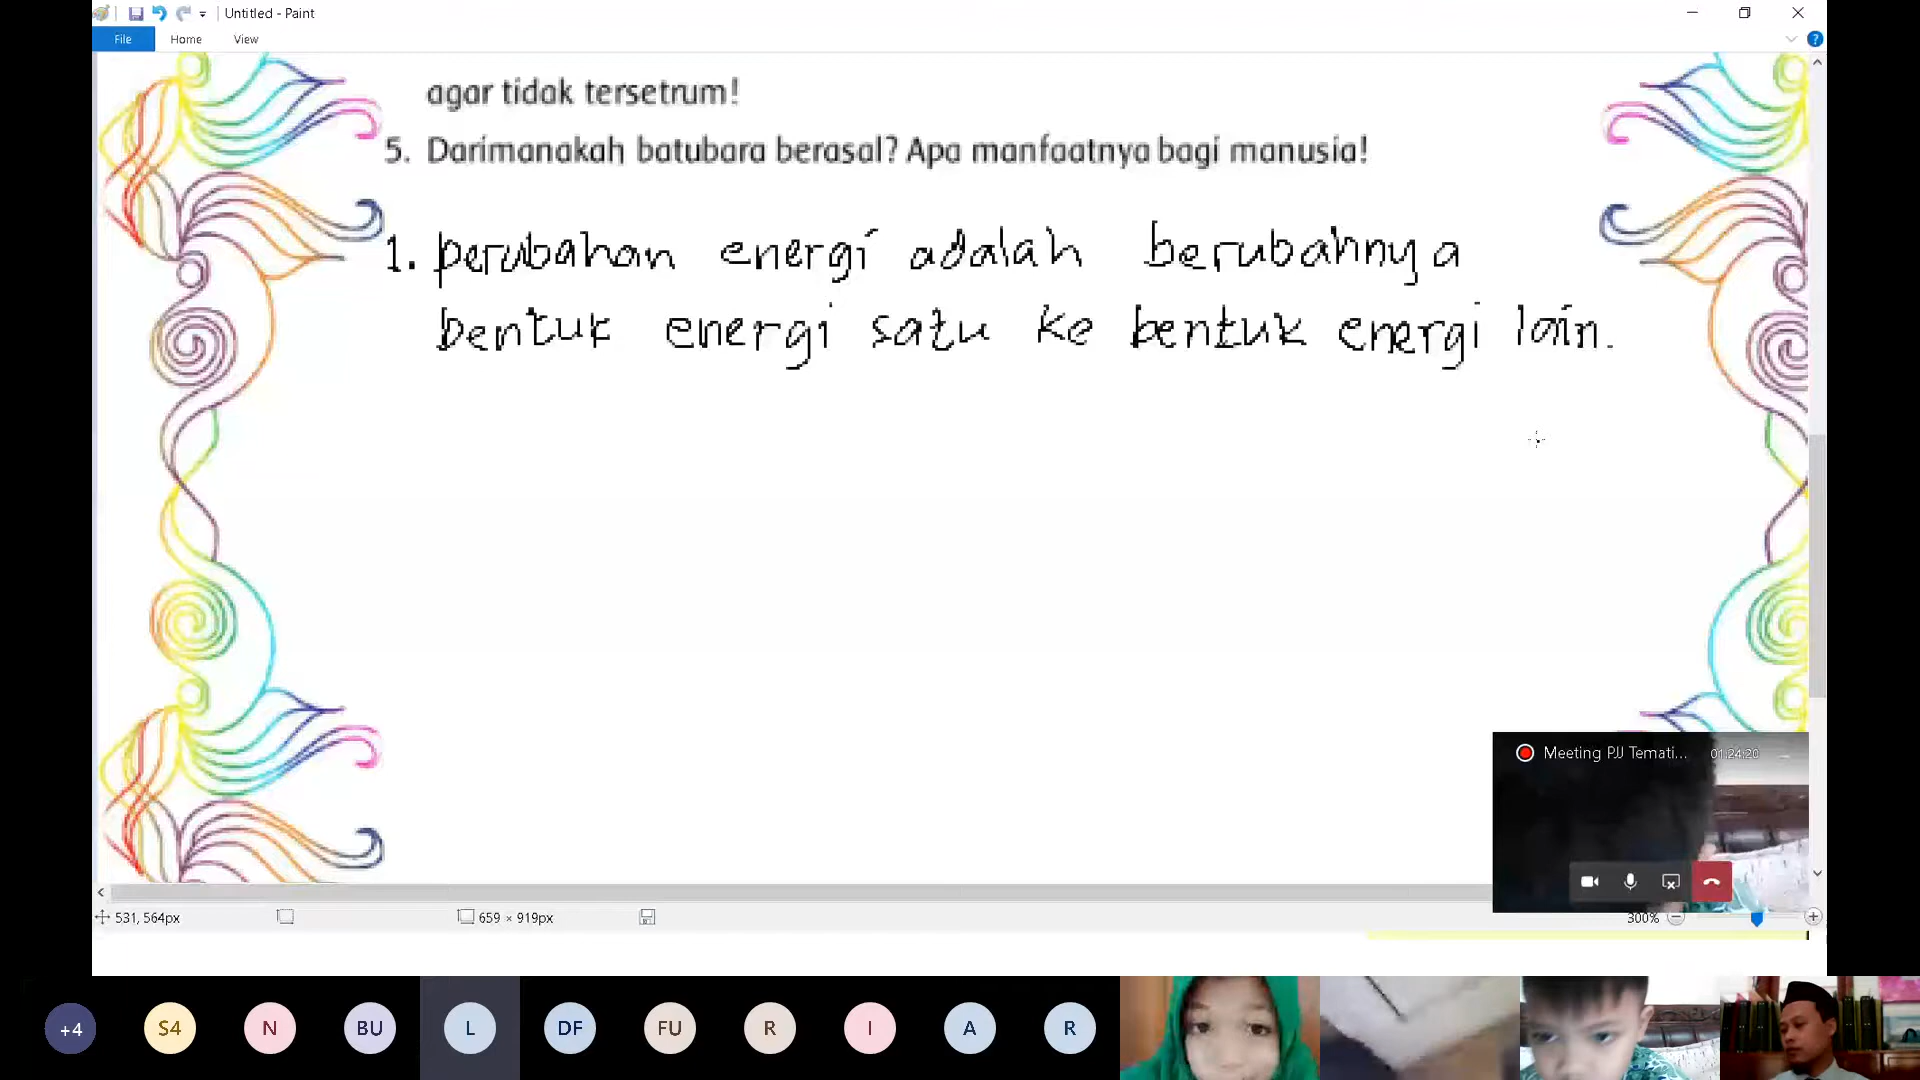 Untitled - Paint
File Home View
agar tidak tersetrum!
5. Darimanakah batubara berasal? Apa manfaatnya bagi manusia!
1. perubahan energi adalah berubahnya
bentuk energi satu ke bentuk energi lain.
Meeting PJJ Temati... 01:24:20
531, 564px 659 × 919px 300%
+4 S4 N BU L DF FU R I A R